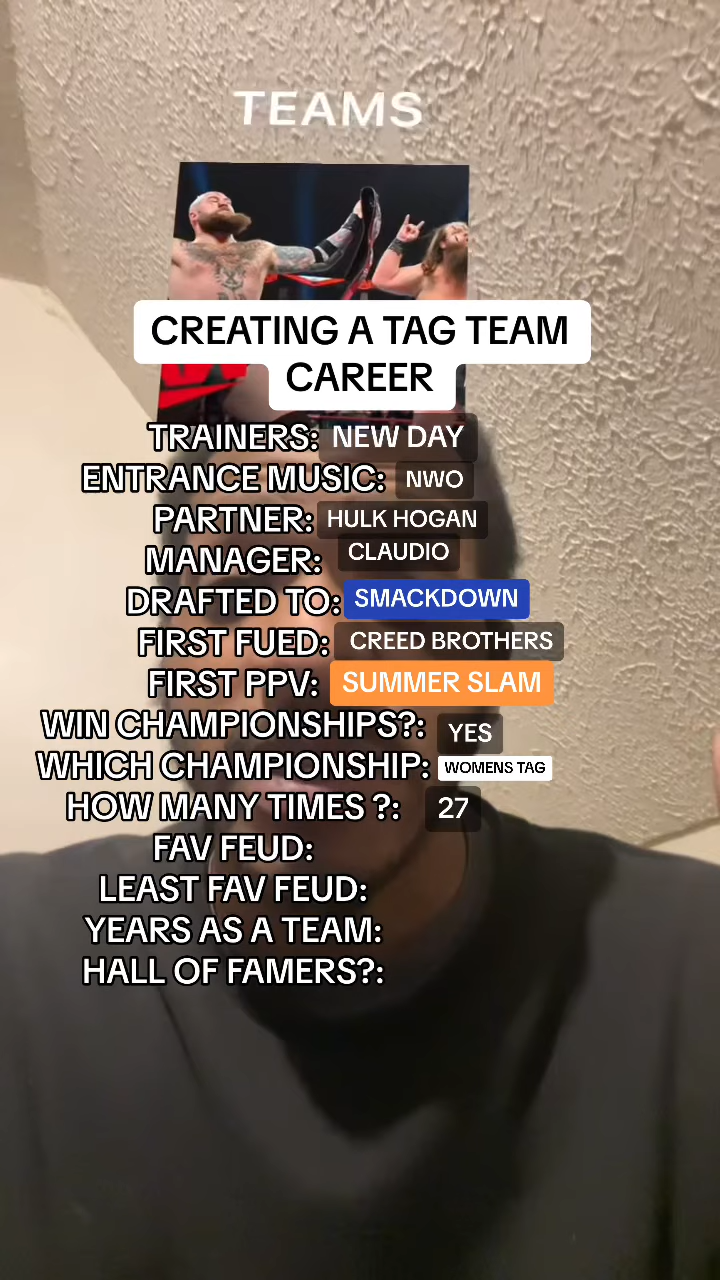 TEAMS
CREATING A TAG TEAM
CAREER
TRAINERS: NEW DAY
ENTRANCE MUSIC: NWO
PARTNER: HULK HOGAN
MANAGER: CLAUDIO
DRAFTED TO: SMACKDOWN
FIRST FUED: CREED BROTHERS
FIRST PPV: SUMMER SLAM
WIN CHAMPIONSHIPS?: YES
WHICH CHAMPIONSHIP: WOMENS TAG
HOW MANY TIMES ?: 27
FAV FEUD:
LEAST FAV FEUD:
YEARS AS A TEAM:
HALL OF FAMERS?: